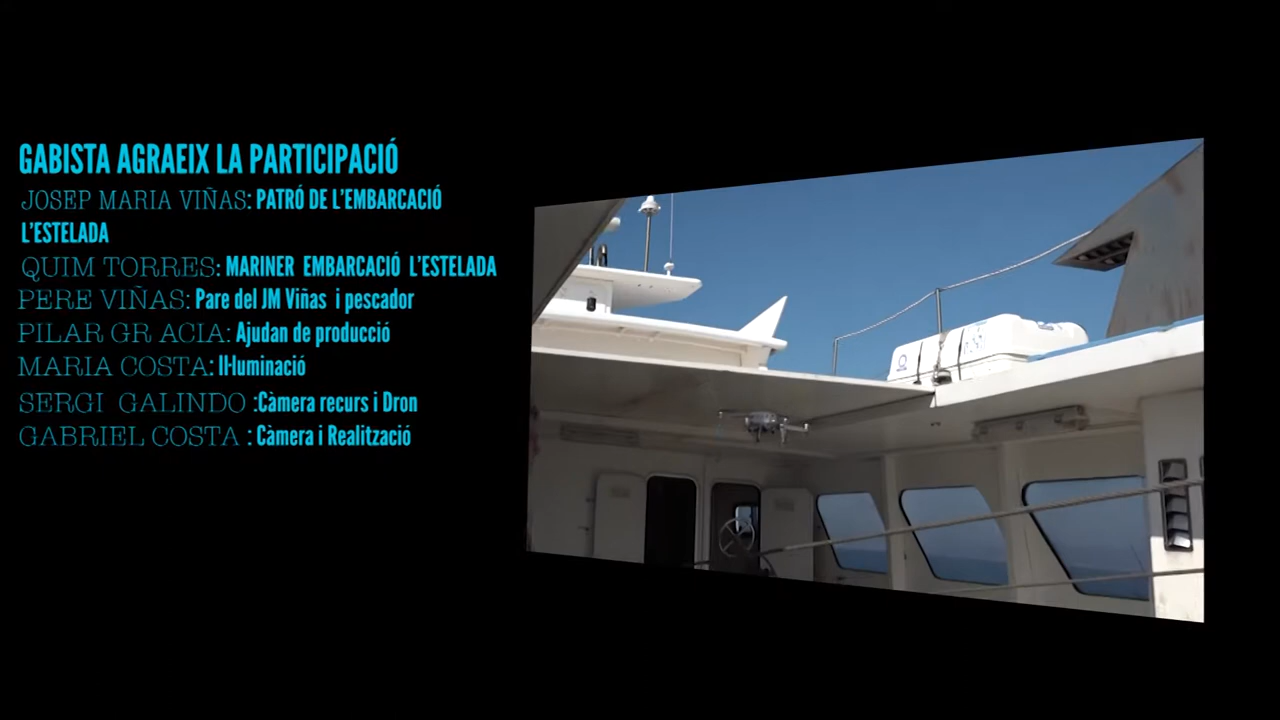 GABISTA AGRAEIX LA PARTICIPACIÓ
JOSEP MARIA VIÑAS: PATRÓ DE L'EMBARCACIÓ
L'ESTELADA
QUIM TORRES: MARINER EMBARCACIÓ L'ESTELADA
PERE VIÑAS: Pare del JM Viñas i pescador
PILAR GR ACIA: Ajudan de producció
MARIA COSTA: Il·luminació
SERGI GALINDO :Càmera recurs i Dron
GABRIEL COSTA : Càmera i Realització